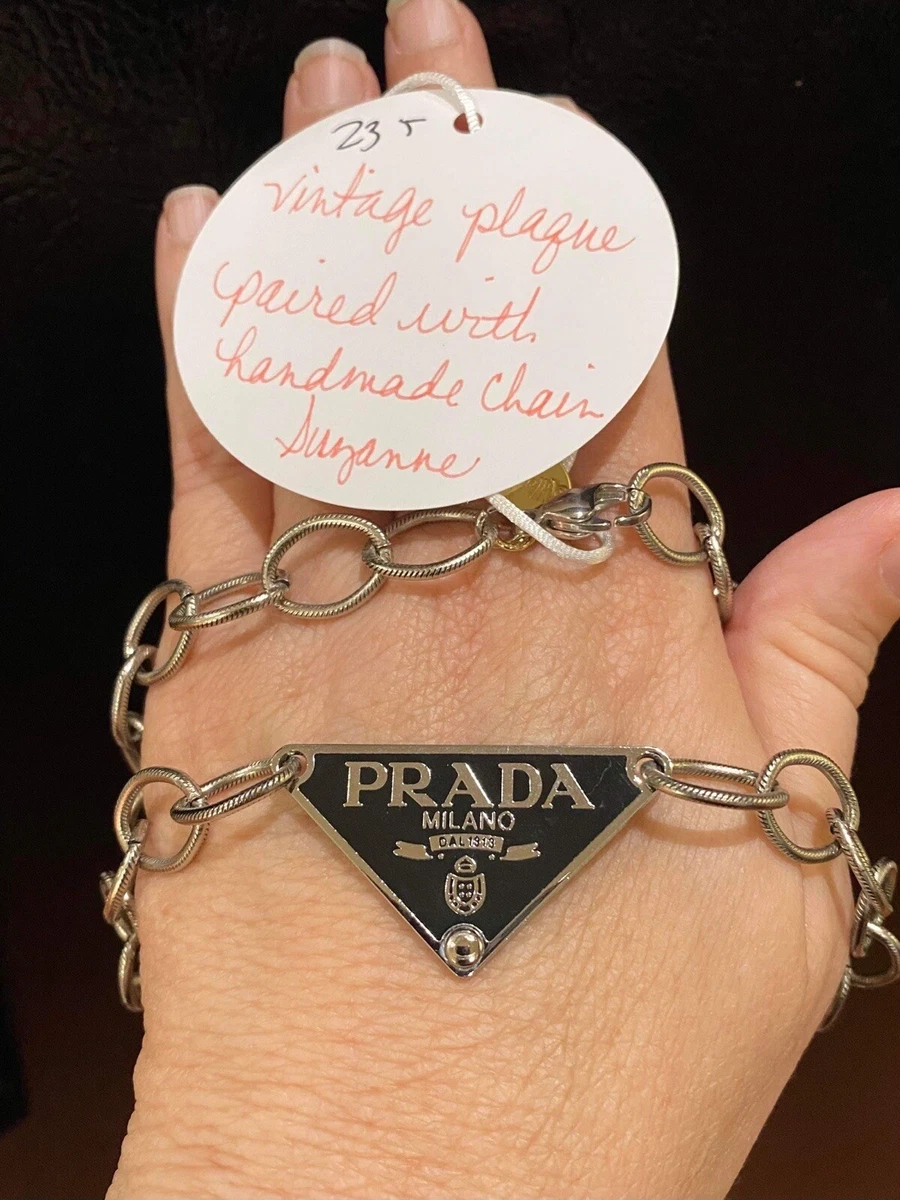 235
vintage plaque
paired with
handmade chain
Suzanne
PRADA
MILANO
DAL 1913